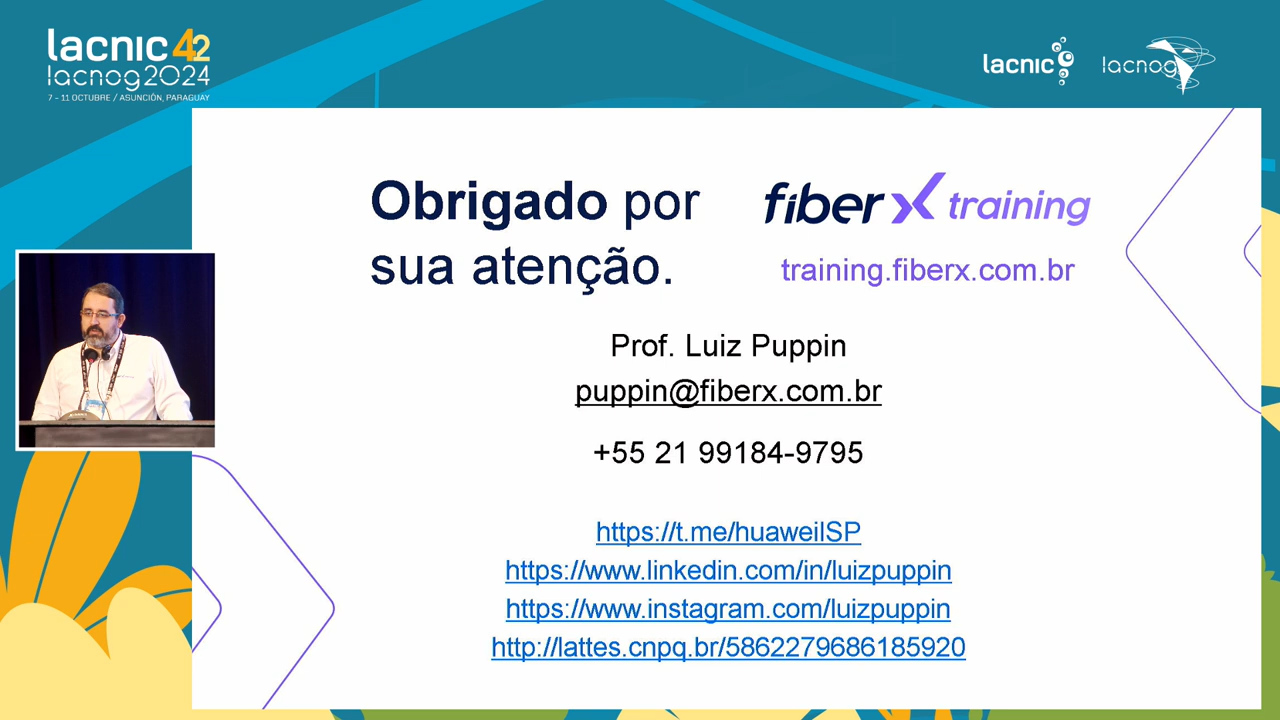 lacnic 42
lacnog2024
7 - 11 OCTUBRE / ASUNCIÓN, PARAGUAY
lacnic
lacnog
Obrigado por
sua atenção.
fiberx training
training.fiberx.com.br
Prof. Luiz Puppin
puppin@fiberx.com.br
+55 21 99184-9795
https://t.me/huaweiISP
https://www.linkedin.com/in/luizpuppin
https://www.instagram.com/luizpuppin
http://lattes.cnpq.br/5862279686185920